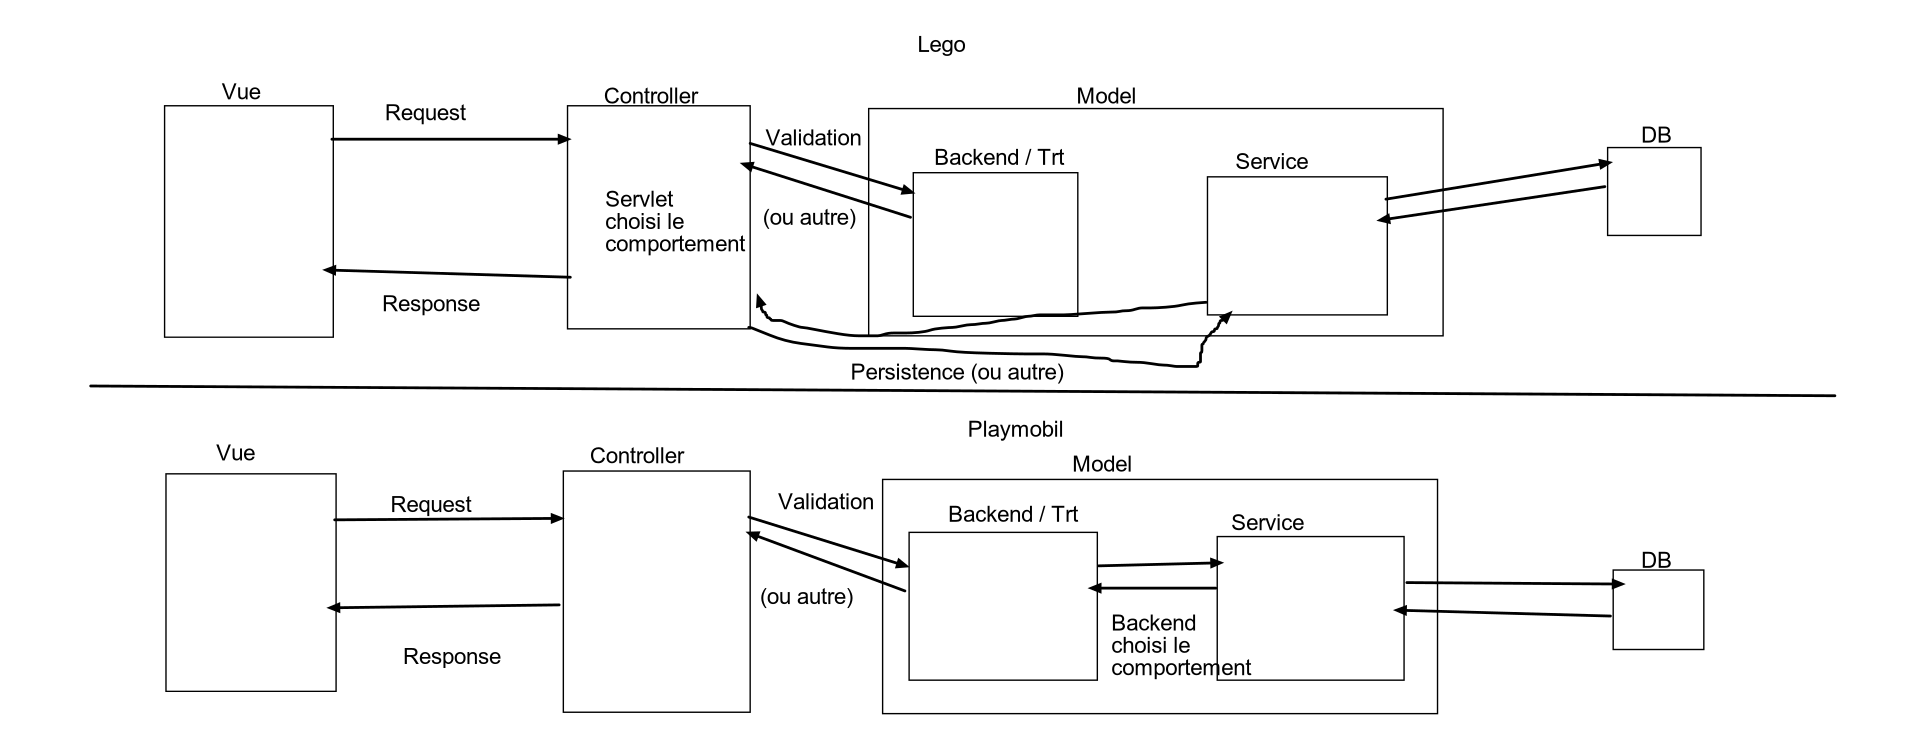 Lego
Vue
Request
Controller
Model
Validation
Backend / Trt
Service
DB
Servlet
choisi le
comportement
(ou autre)
Response
Persistence (ou autre)
Playmobil
Vue
Controller
Model
Request
Validation
Backend / Trt
Service
DB
(ou autre)
Backend
choisi le
comportement
Response